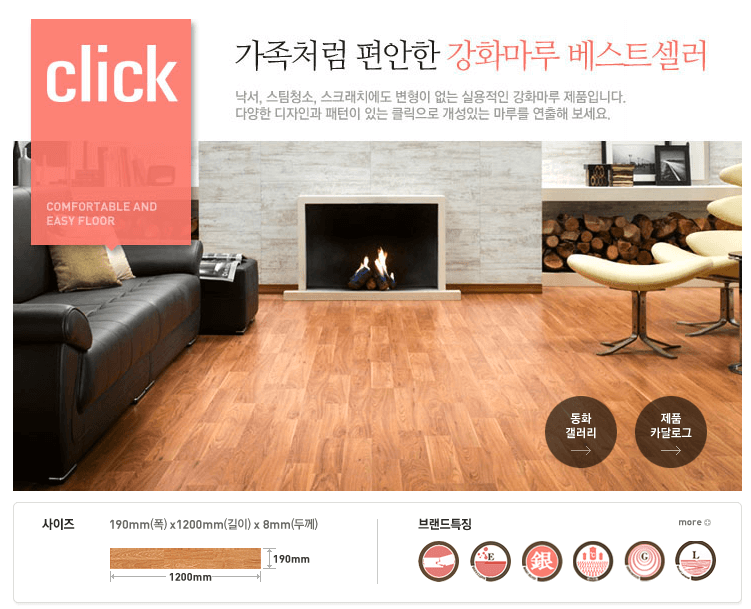 click
COMFORTABLE AND
EASY FLOOR
가족처럼 편안한 강화마루 베스트셀러
낙서, 스팀청소, 스크래치에도 변형이 없는 실용적인 강화마루 제품입니다.
다양한 디자인과 패턴이 있는 클릭으로 개성있는 마루를 연출해 보세요.
동화
갤러리
제품
카달로그
사이즈
190mm(폭) x1200mm(길이) x 8mm(두께)
190mm
1200mm
브랜드특징
more
E
銀
G
L